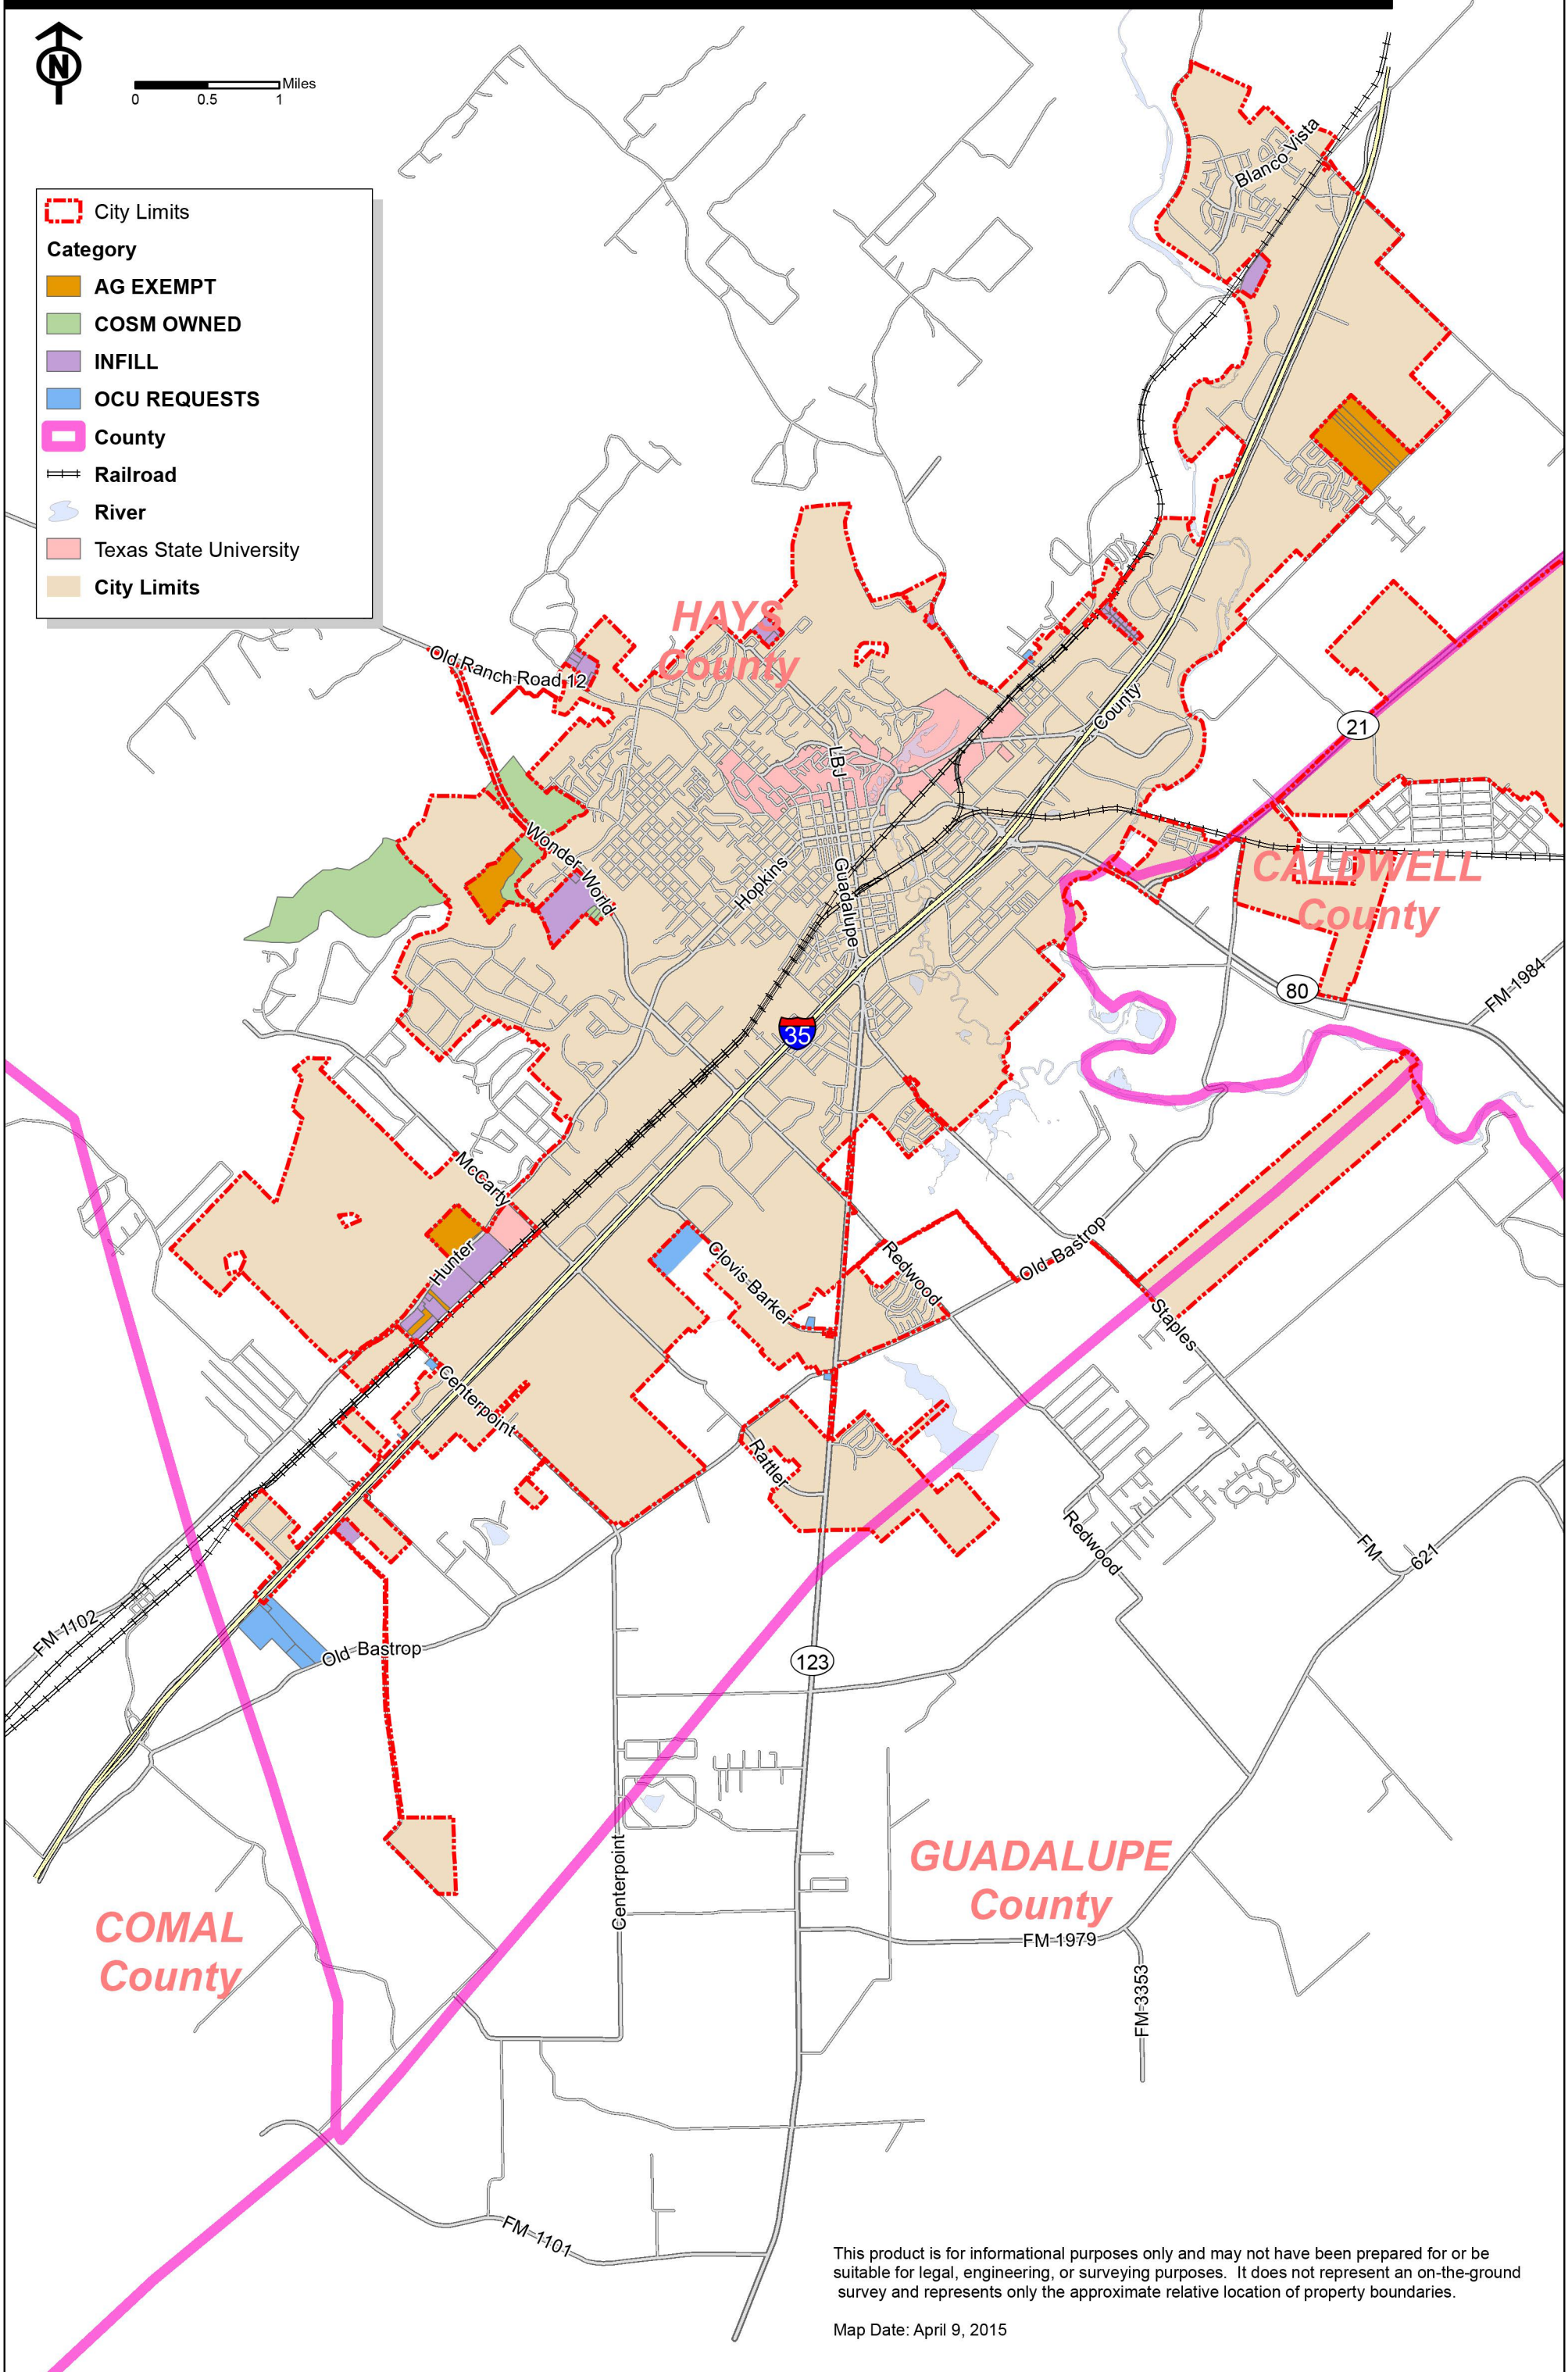 N
Miles
0 0.5 1
City Limits
Category
AG EXEMPT
COSM OWNED
INFILL
OCU REQUESTS
County
Railroad
River
Texas State University
City Limits
Blanco Vista
HAYS
County
Old Ranch Road 12
County
21
LBJ
Wonder World
Hopkins
Guadalupe
CALDWELL
County
80
FM 1984
35
McCarty
Hunter
Clovis Barker
Redwood
Old Bastrop
Staples
Centerpoint
Rattler
Redwood
FM 621
FM 1102
Old Bastrop
123
Centerpoint
GUADALUPE
County
FM 1979
FM 3353
COMAL
County
FM 1101
This product is for informational purposes only and may not have been prepared for or be
suitable for legal, engineering, or surveying purposes. It does not represent an on-the-ground
survey and represents only the approximate relative location of property boundaries.
Map Date: April 9, 2015